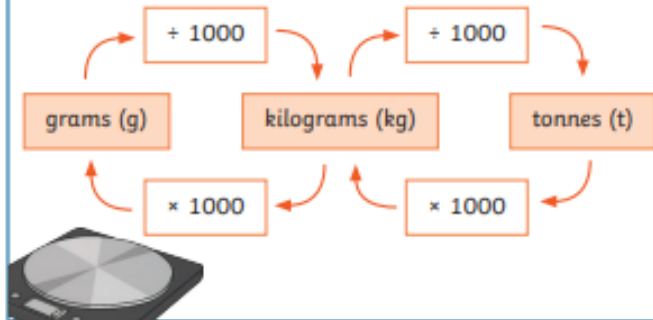 ÷ 1000 ÷ 1000
grams (g) kilograms (kg) tonnes (t)
× 1000 × 1000